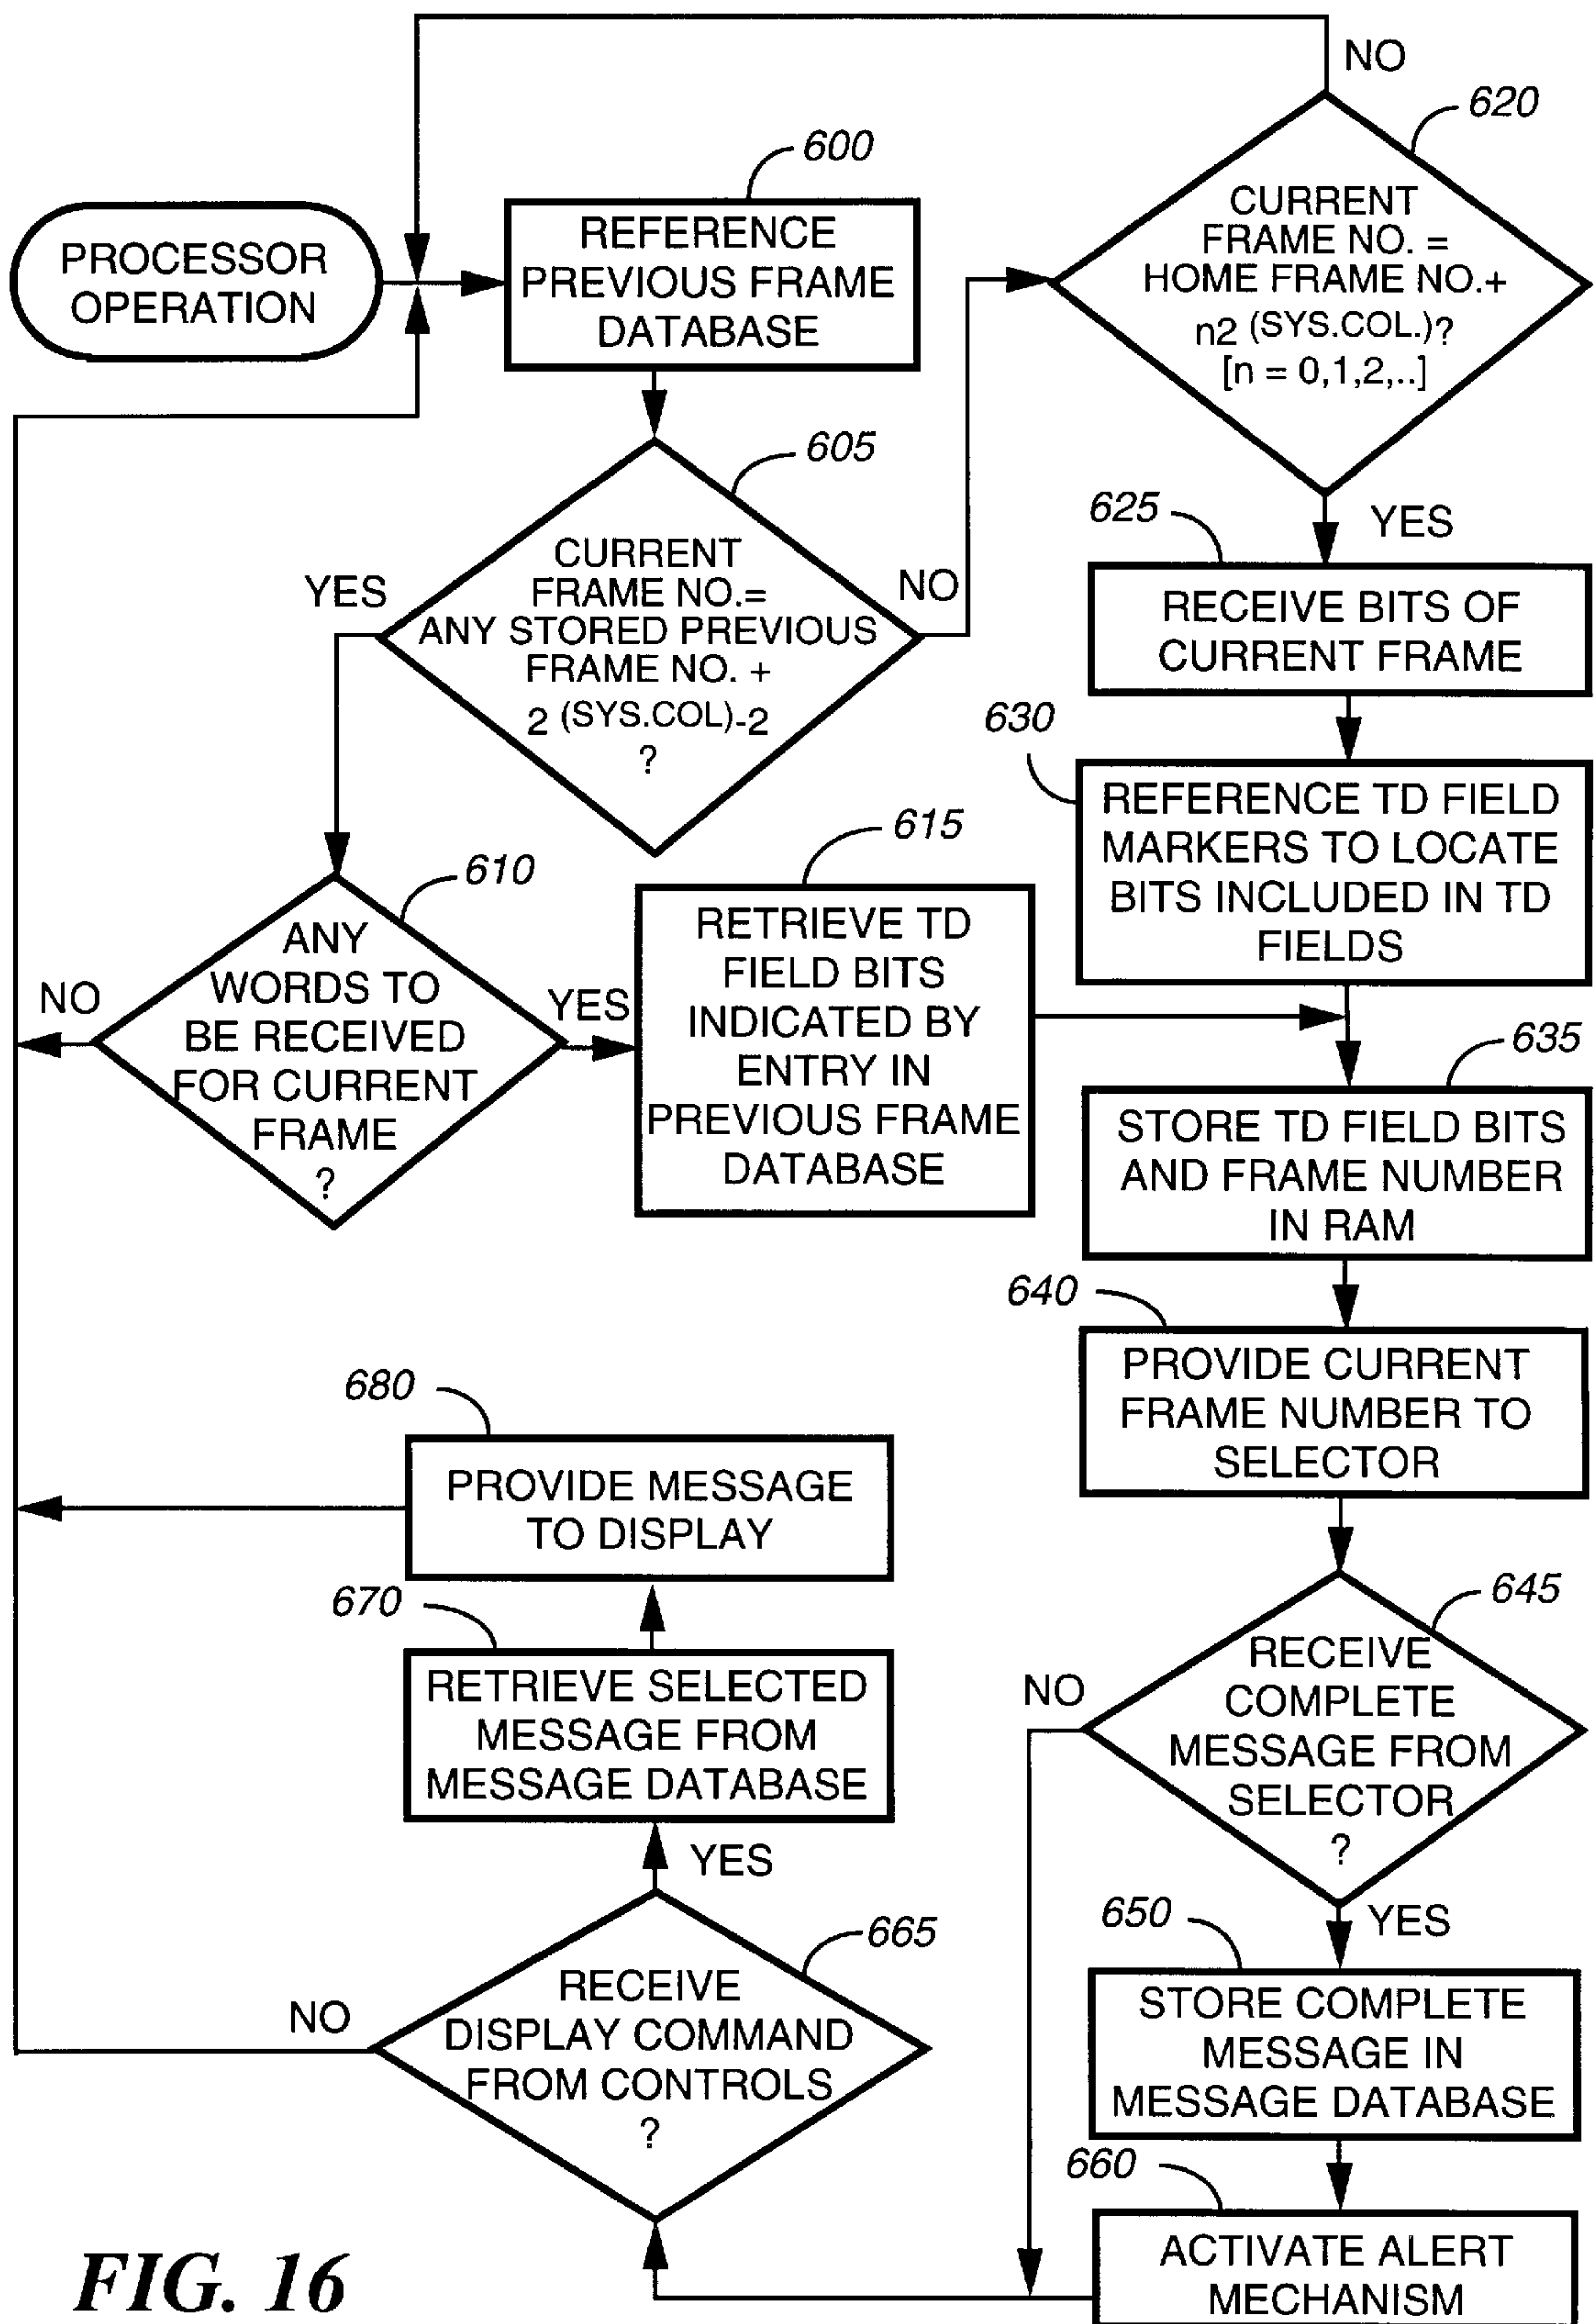 NO
620
600
PROCESSOR
OPERATION
REFERENCE
PREVIOUS FRAME
DATABASE
CURRENT
FRAME NO. =
HOME FRAME NO.+
n2 (SYS.COL.)?
[n = 0,1,2,..]
605
CURRENT
FRAME NO.=
ANY STORED PREVIOUS
FRAME NO. +
2 (SYS.COL)-2
?
YES
NO
YES
625
RECEIVE BITS OF
CURRENT FRAME
630
REFERENCE TD FIELD
MARKERS TO LOCATE
BITS INCLUDED IN TD
FIELDS
610
ANY
WORDS TO
BE RECEIVED
FOR CURRENT
FRAME
?
NO
YES
615
RETRIEVE TD
FIELD BITS
INDICATED BY
ENTRY IN
PREVIOUS FRAME
DATABASE
635
STORE TD FIELD BITS
AND FRAME NUMBER
IN RAM
640
PROVIDE CURRENT
FRAME NUMBER TO
SELECTOR
645
RECEIVE
COMPLETE
MESSAGE FROM
SELECTOR
?
NO
YES
650
STORE COMPLETE
MESSAGE IN
MESSAGE DATABASE
660
ACTIVATE ALERT
MECHANISM
680
PROVIDE MESSAGE
TO DISPLAY
670
RETRIEVE SELECTED
MESSAGE FROM
MESSAGE DATABASE
YES
665
RECEIVE
DISPLAY COMMAND
FROM CONTROLS
?
NO
FIG. 16